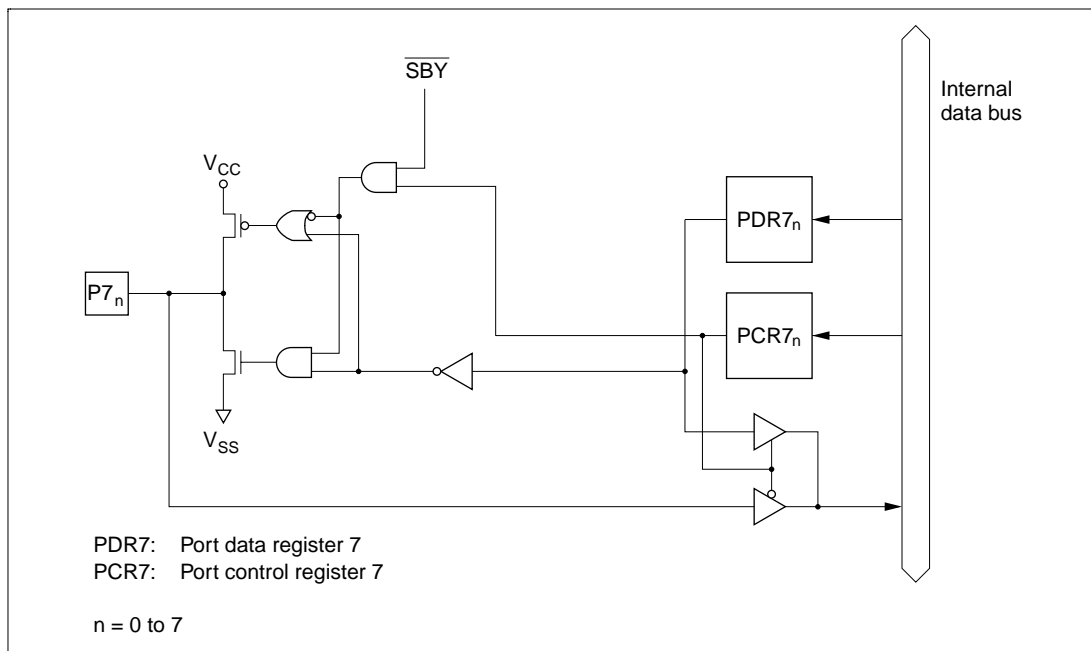 SBY
Internal
data bus
VCC
PDR7n
P7n
PCR7n
VSS
PDR7: Port data register 7
PCR7: Port control register 7
n = 0 to 7